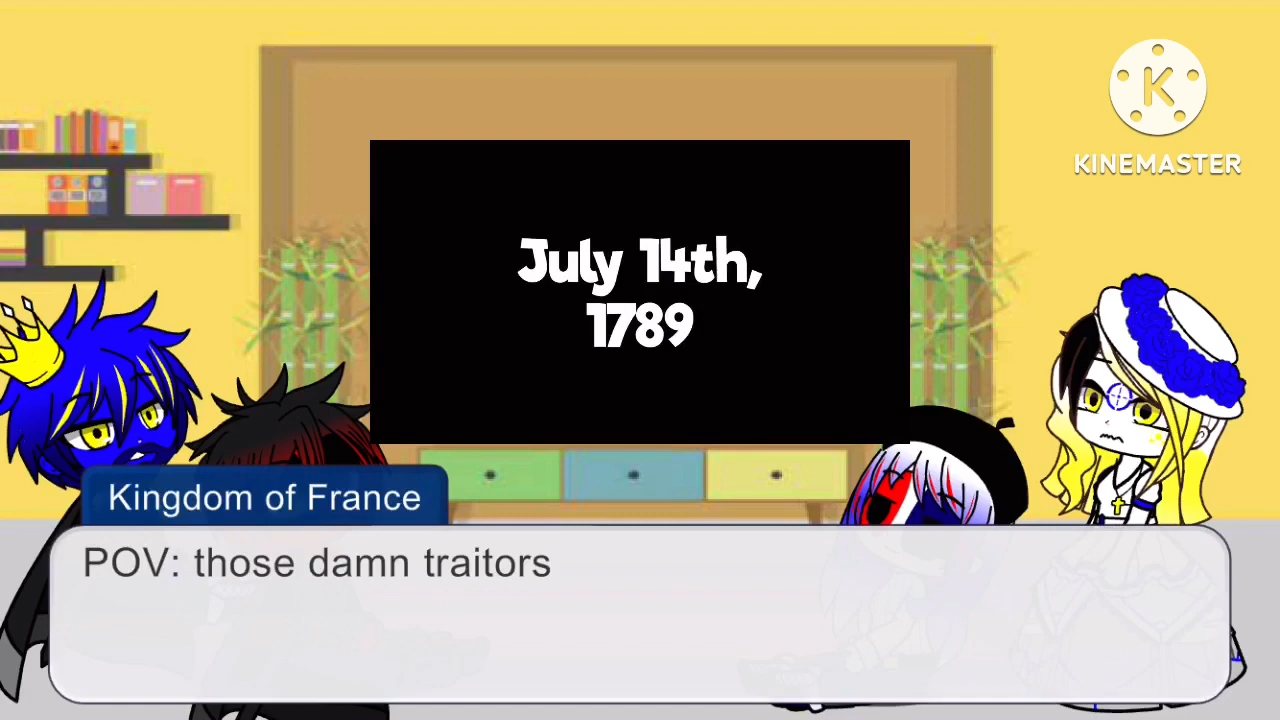 KINEMASTER
July 14th,
1789
Kingdom of France
POV: those damn traitors